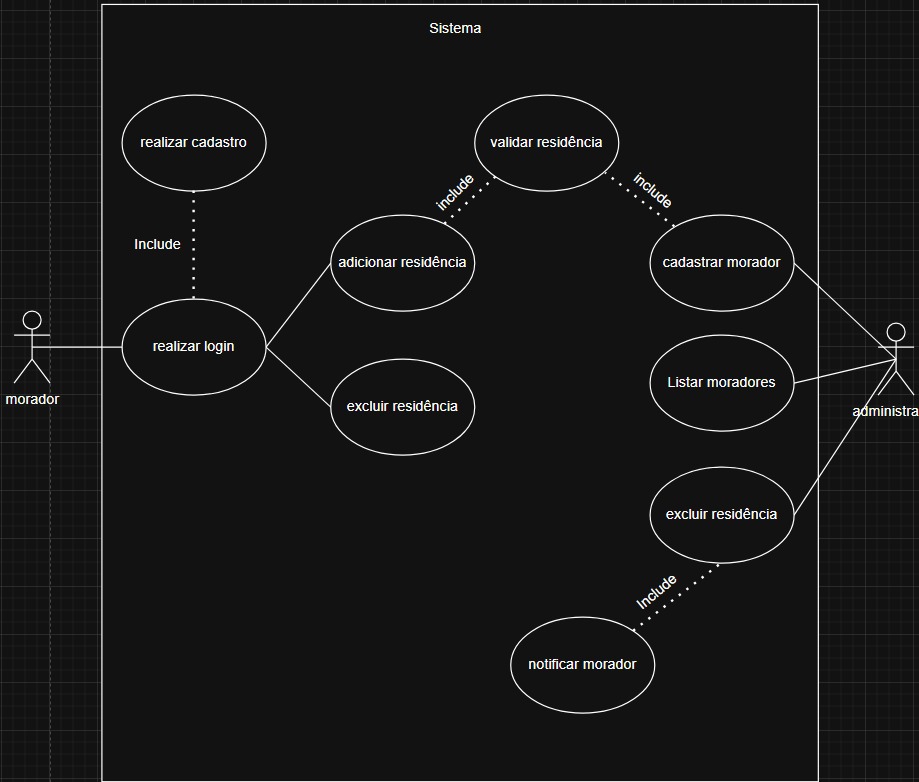 Sistema
realizar cadastro
validar residência
include
include
Include
adicionar residência
cadastrar morador
realizar login
Listar moradores
morador
excluir residência
administra
excluir residência
Include
notificar morador